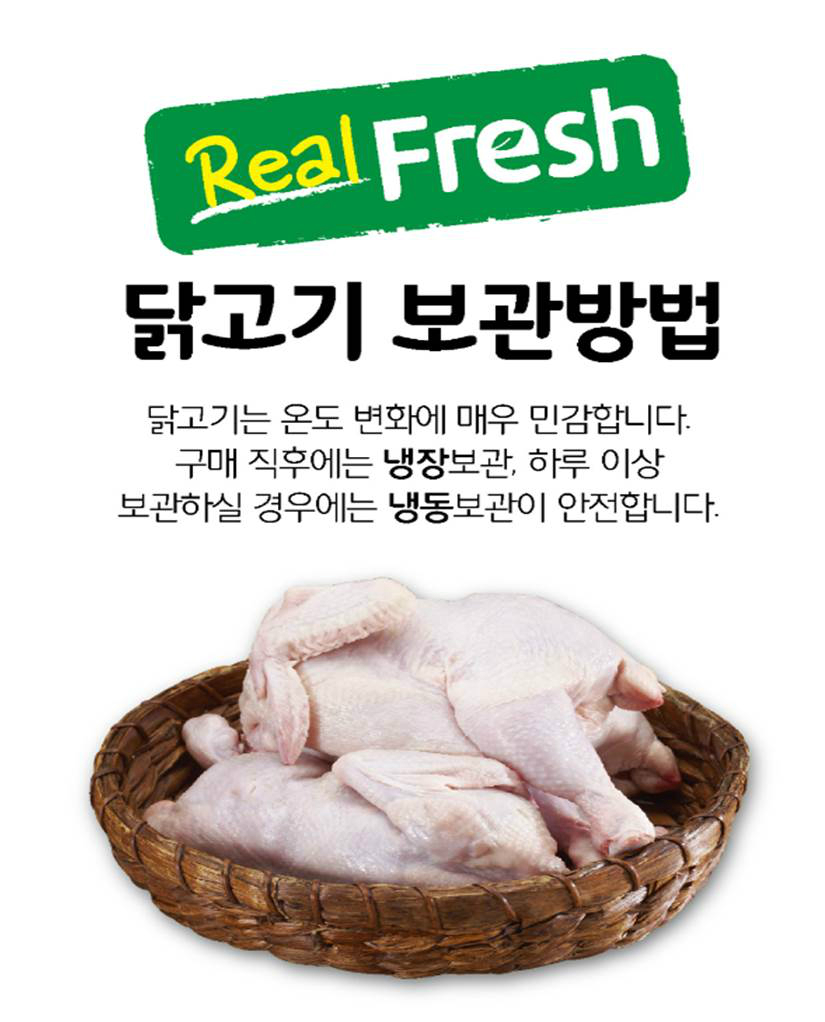 Real Fresh
닭고기 보관방법
닭고기는 온도 변화에 매우 민감합니다.
구매 직후에는 냉장보관, 하루 이상
보관하실 경우에는 냉동보관이 안전합니다.